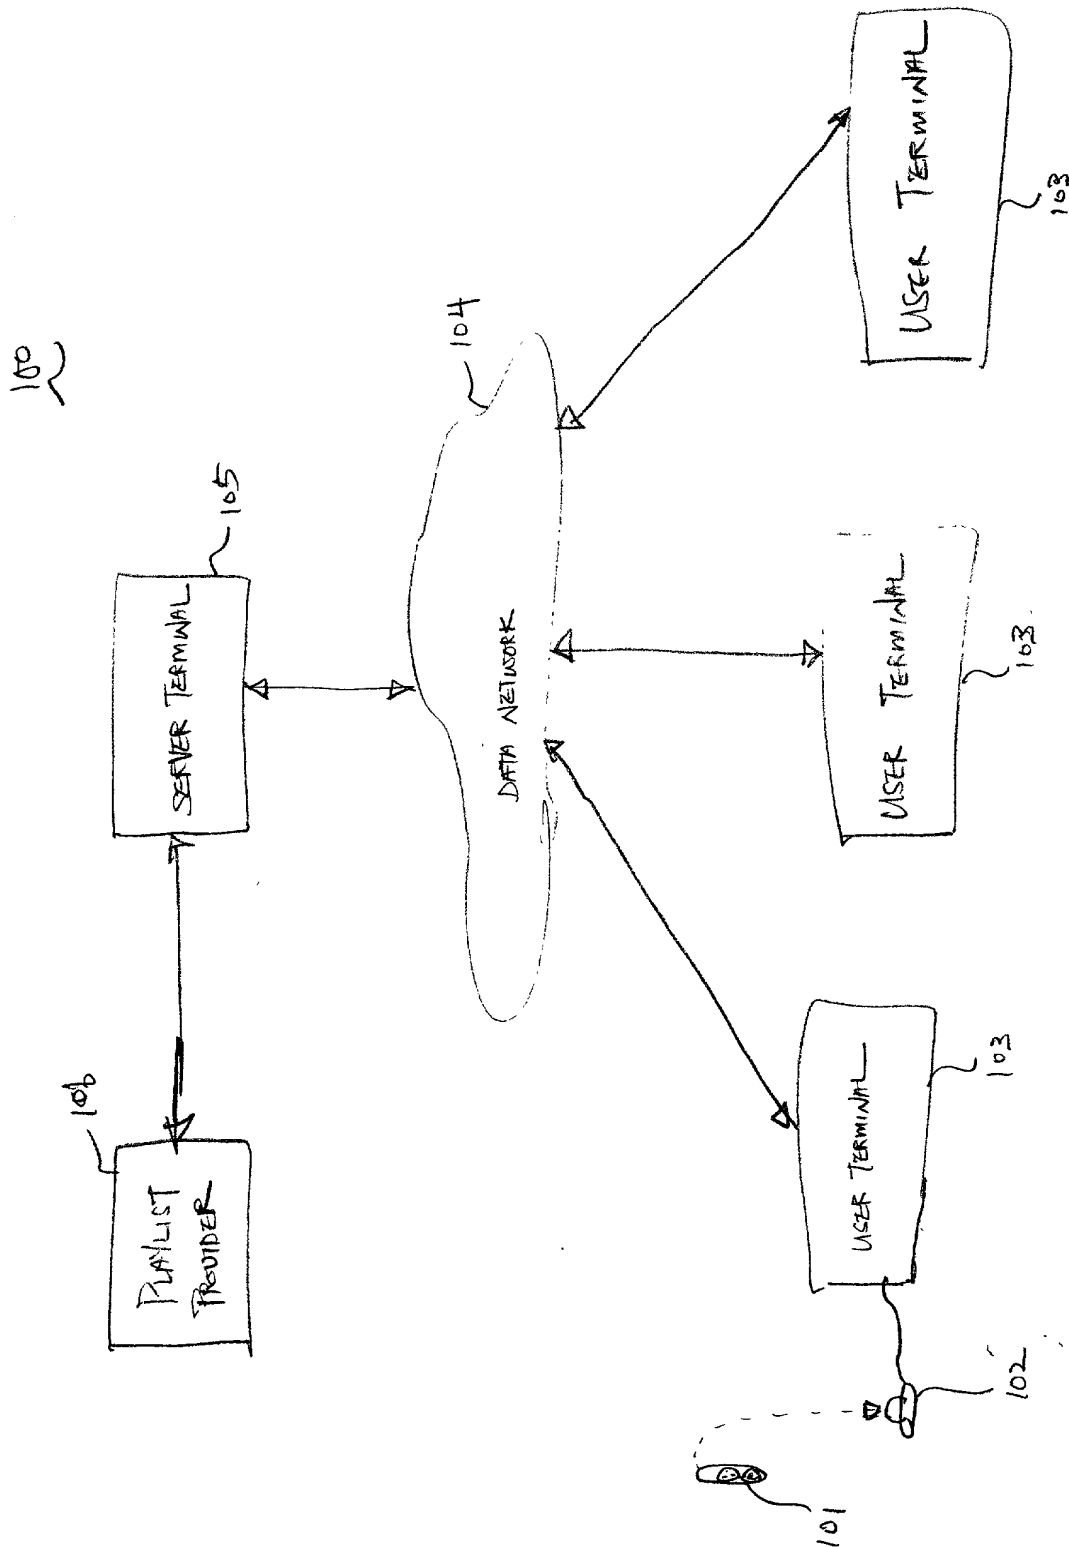 100
PLAYLIST
PROVIDER
106
SERVER TERMINAL
105
DATA NETWORK
104
USER TERMINAL
103
USER TERMINAL
103
USER TERMINAL
103
101
102